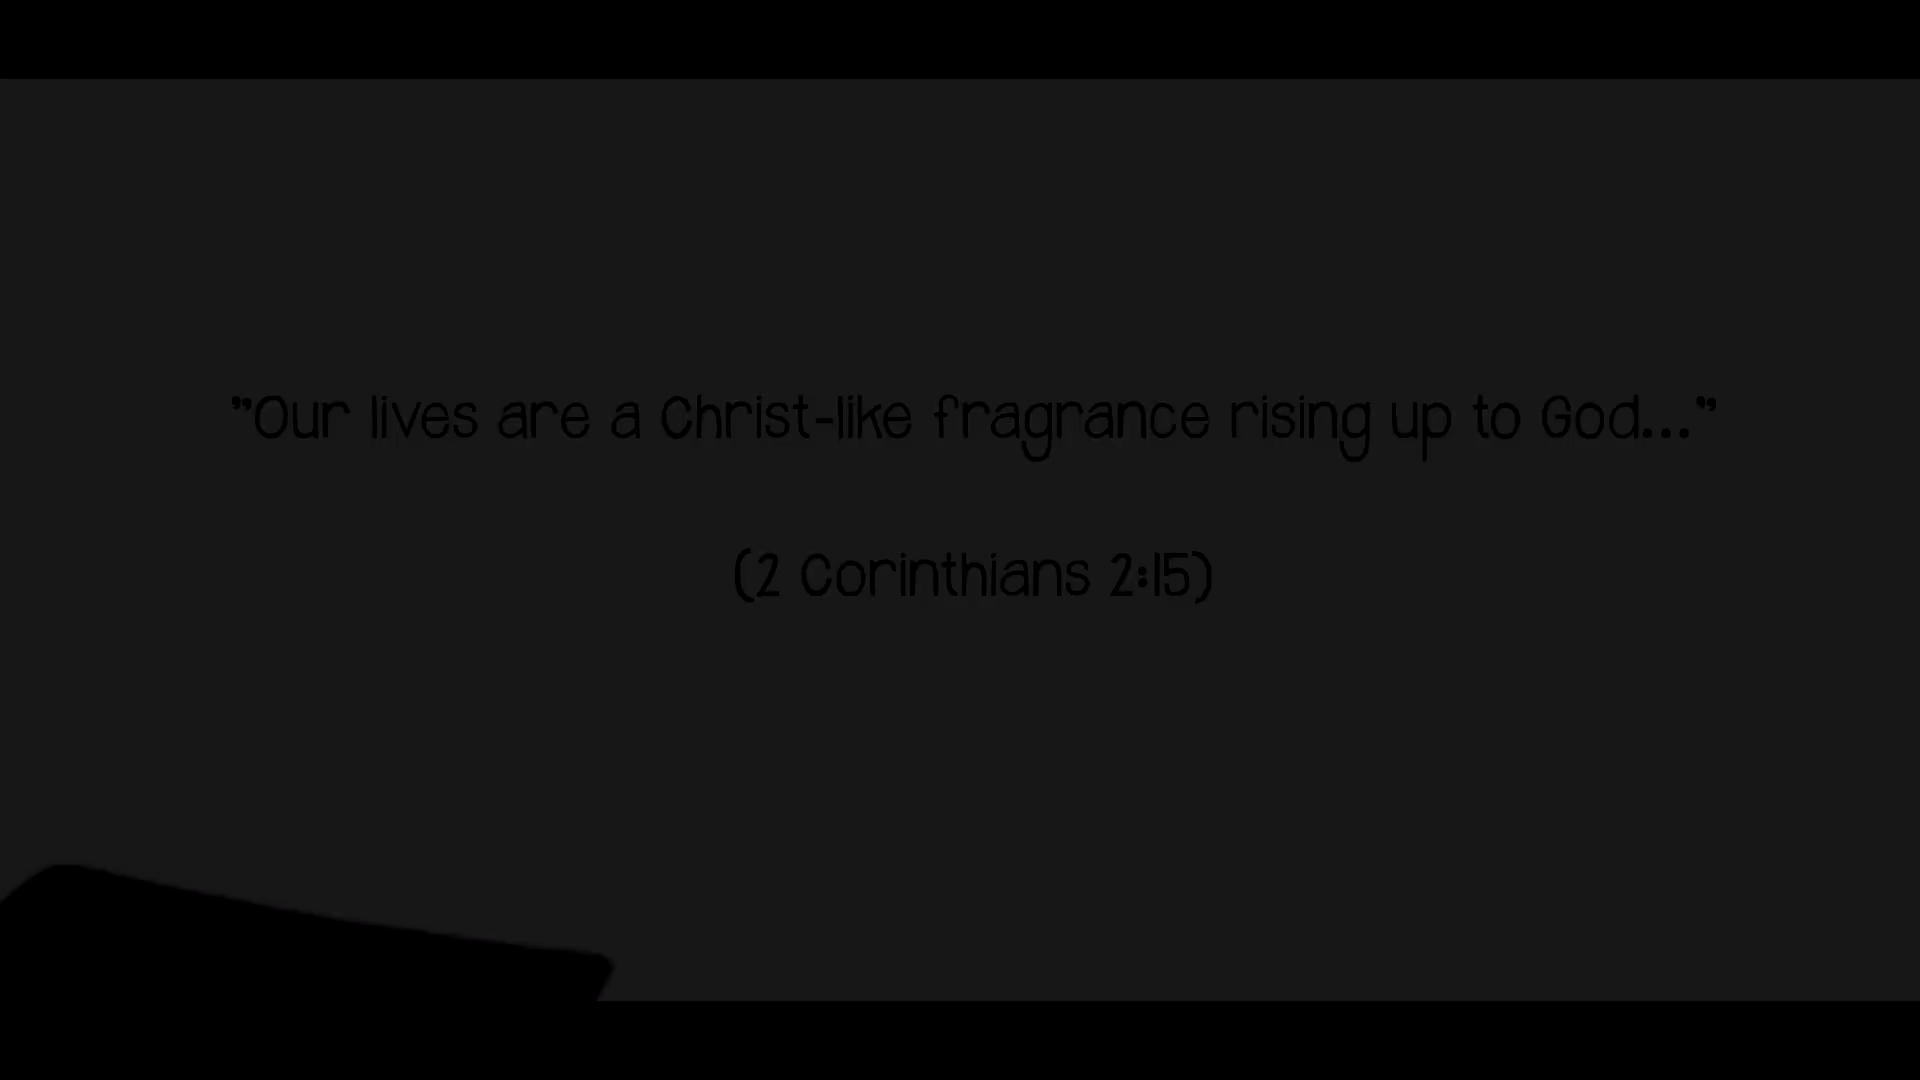 "Our lives are a Christ-like fragrance rising up to God..."
(2 Corinthians 2:15)